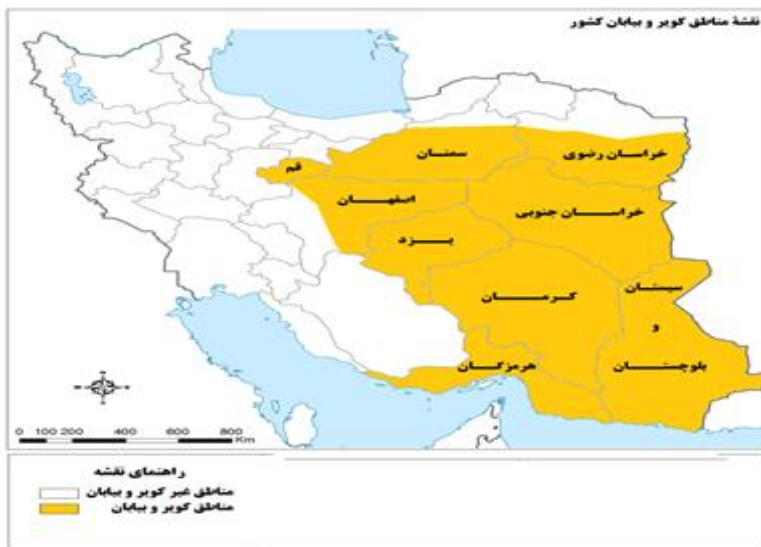 نقشهٔ مناطق کویر و بیابان کشور
سمنان
خراسان رضوی
قم
اصفهان
خراسان جنوبی
یزد
سیستان
کرمان
و
هرمزگان
بلوچستان
0 100 200 400 600 800
Km
راهنمای نقشه
مناطق غیر کویر و بیابان
مناطق کویر و بیابان